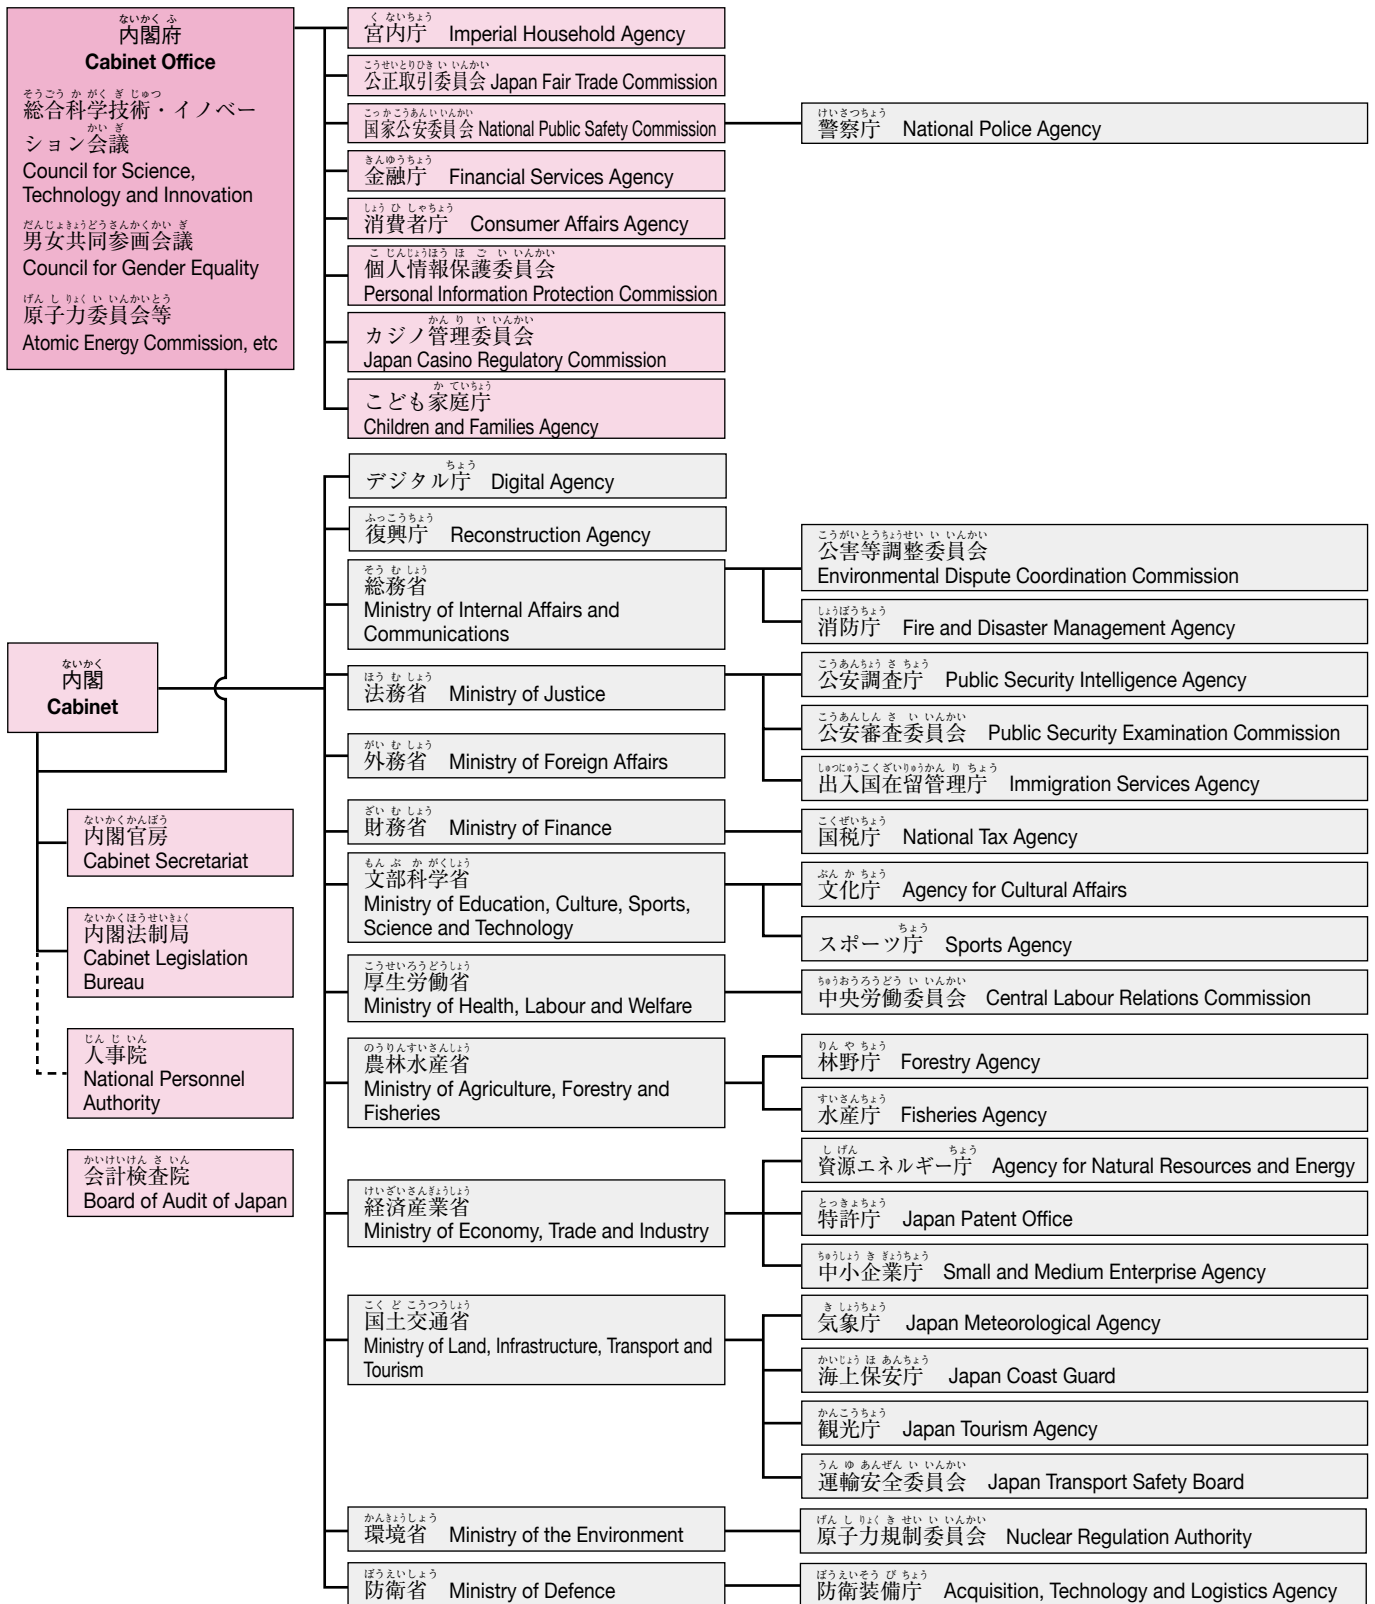 ないかく ふ
内閣府
Cabinet Office
そうごう か がく ぎ じゅつ
総合科学技術・イノベー
かい ぎ
ション会議
Council for Science,
Technology and Innovation
だんじょきょうどうさんかくかい ぎ
男女共同参画会議
Council for Gender Equality
げん し りょく い いんかいとう
原子力委員会等
Atomic Energy Commission, etc
く ないちょう
宮内庁 Imperial Household Agency
こうせいとりひき い いんかい
公正取引委員会 Japan Fair Trade Commission
こっ か こうあん い いんかい
国家公安委員会 National Public Safety Commission
けいさつちょう
警察庁 National Police Agency
きんゆうちょう
金融庁 Financial Services Agency
しょう ひ しゃちょう
消費者庁 Consumer Affairs Agency
こ じんじょうほう ほ ご い いんかい
個人情報保護委員会
Personal Information Protection Commission
かん り い いんかい
カジノ管理委員会
Japan Casino Regulatory Commission
か ていちょう
こども家庭庁
Children and Families Agency
ちょう
デジタル庁 Digital Agency
ふっこうちょう
復興庁 Reconstruction Agency
そう む しょう
総務省
Ministry of Internal Affairs and
Communications
こうがいとうちょうせい い いんかい
公害等調整委員会
Environmental Dispute Coordination Commission
しょうぼうちょう
消防庁 Fire and Disaster Management Agency
ないかく
内閣
Cabinet
ほう む しょう
法務省 Ministry of Justice
こうあんちょう さ ちょう
公安調査庁 Public Security Intelligence Agency
こうあんしん さ い いんかい
公安審査委員会 Public Security Examination Commission
しゅつにゅうこくざいりゅうかん り ちょう
出入国在留管理庁 Immigration Services Agency
がい む しょう
外務省 Ministry of Foreign Affairs
ざい む しょう
財務省 Ministry of Finance
こくぜいちょう
国税庁 National Tax Agency
もん ぶ か がくしょう
文部科学省
Ministry of Education, Culture, Sports,
Science and Technology
ぶん か ちょう
文化庁 Agency for Cultural Affairs
ちょう
スポーツ庁 Sports Agency
こうせいろうどうしょう
厚生労働省
Ministry of Health, Labour and Welfare
ちゅうおうろうどう い いんかい
中央労働委員会 Central Labour Relations Commission
のうりんすいさんしょう
農林水産省
Ministry of Agriculture, Forestry and
Fisheries
りん や ちょう
林野庁 Forestry Agency
すいさんちょう
水産庁 Fisheries Agency
けいざいさんぎょうしょう
経済産業省
Ministry of Economy, Trade and Industry
し げん ちょう
資源エネルギー庁 Agency for Natural Resources and Energy
とっきょちょう
特許庁 Japan Patent Office
ちゅうしょう き ぎょうちょう
中小企業庁 Small and Medium Enterprise Agency
こく ど こうつうしょう
国土交通省
Ministry of Land, Infrastructure, Transport and
Tourism
き しょうちょう
気象庁 Japan Meteorological Agency
かいじょう ほ あんちょう
海上保安庁 Japan Coast Guard
かんこうちょう
観光庁 Japan Tourism Agency
うん ゆ あんぜん い いんかい
運輸安全委員会 Japan Transport Safety Board
かんきょうしょう
環境省 Ministry of the Environment
げん し りょく き せい い いんかい
原子力規制委員会 Nuclear Regulation Authority
ぼうえいしょう
防衛省 Ministry of Defence
ぼうえいそう び ちょう
防衛装備庁 Acquisition, Technology and Logistics Agency
ないかくかんぼう
内閣官房
Cabinet Secretariat
ないかくほうせいきょく
内閣法制局
Cabinet Legislation
Bureau
じん じ いん
人事院
National Personnel
Authority
かいけいけん さ いん
会計検査院
Board of Audit of Japan